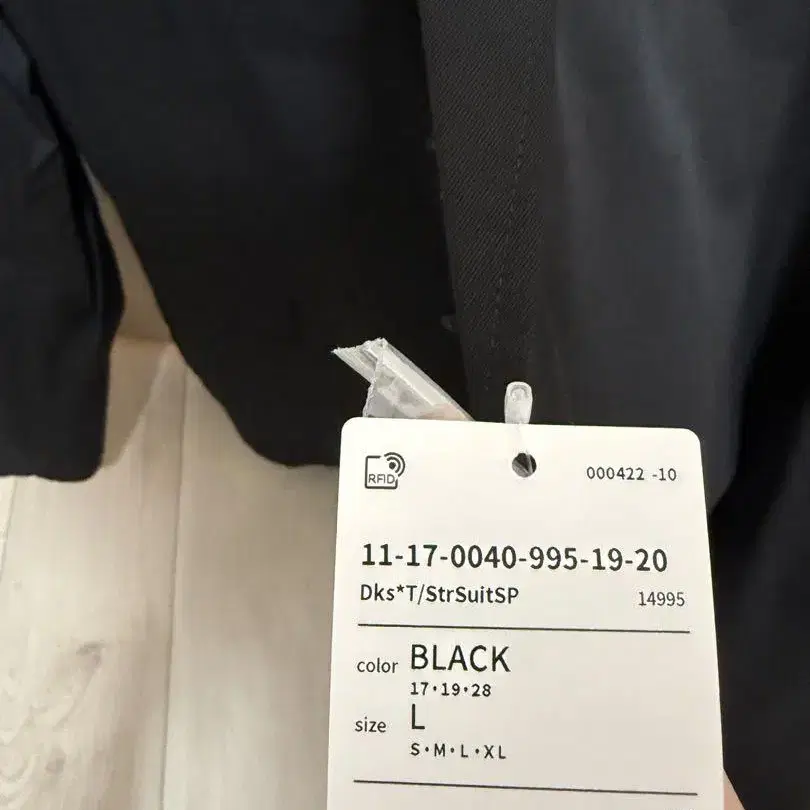 RFID
000422 -10
11-17-0040-995-19-20
Dks*T/StrSuitSP 14995
color BLACK
17・19・28
size L
S・M・L・XL